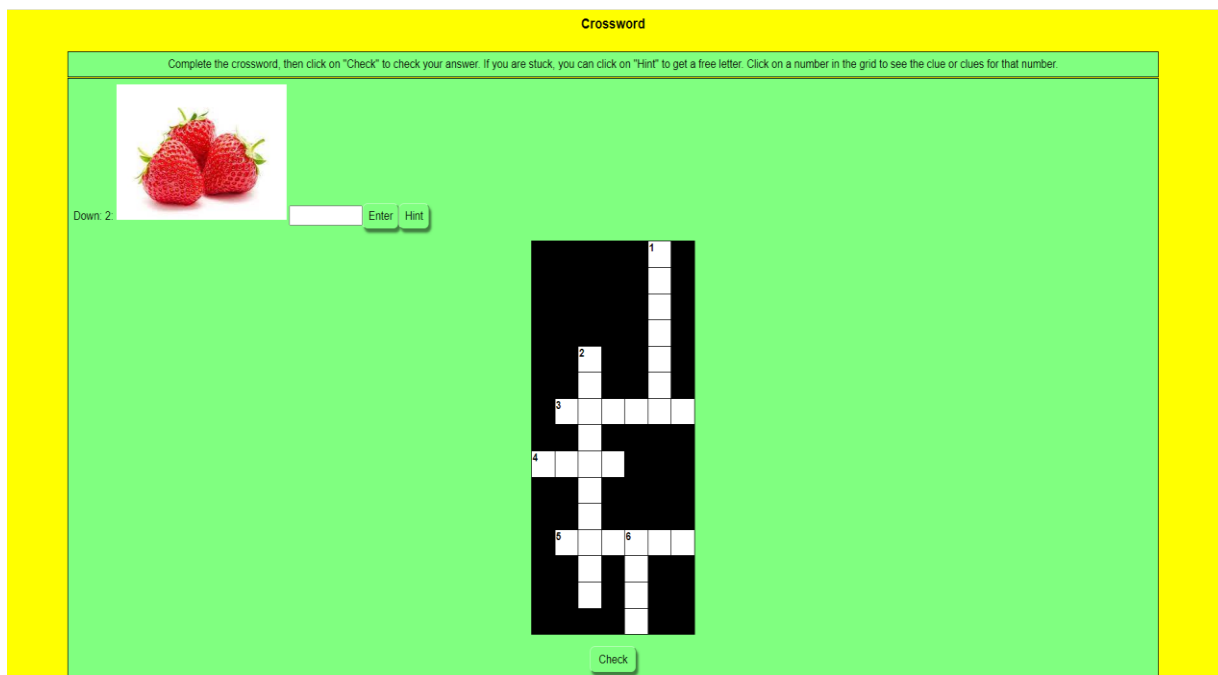 Crossword
Complete the crossword, then click on "Check" to check your answer. If you are stuck, you can click on "Hint" to get a free letter. Click on a number in the grid to see the clue or clues for that number.
Down: 2: Enter Hint
1
2
3
4
5 6
Check